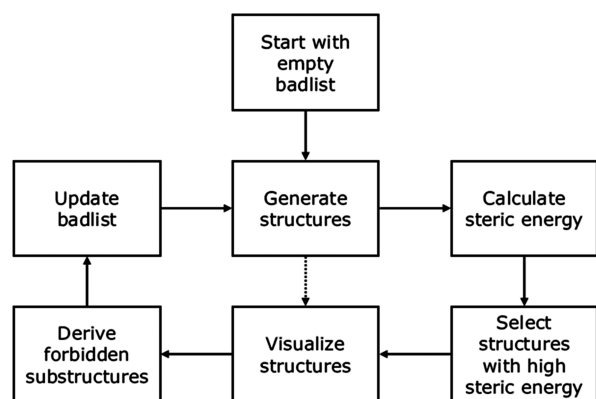 Start with
empty
badlist
Update
badlist
Generate
structures
Calculate
steric energy
Derive
forbidden
substructures
Visualize
structures
Select
structures
with high
steric energy